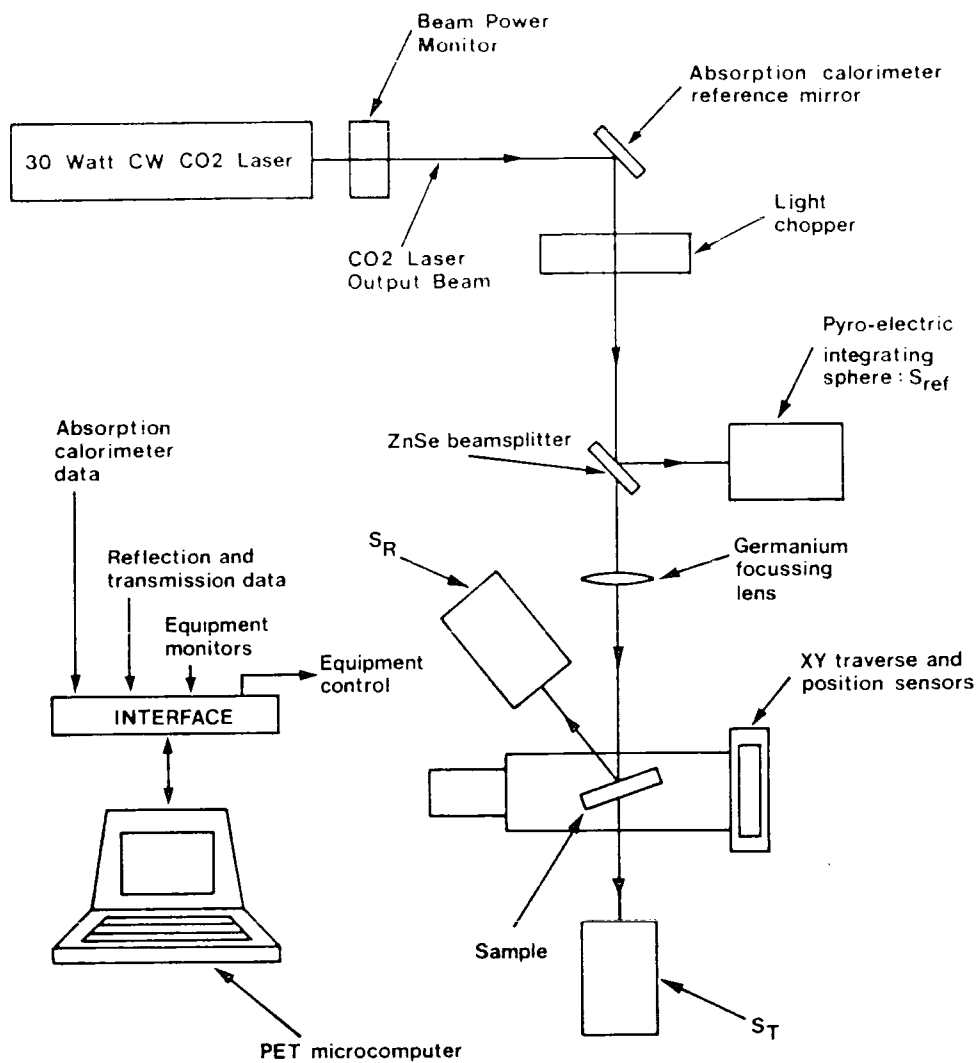 Beam Power
Monitor
Absorption calorimeter
reference mirror
30 Watt CW CO2 Laser
Light
chopper
CO2 Laser
Output Beam
Pyro-electric
integrating
sphere : Sref
ZnSe beamsplitter
Absorption
calorimeter
data
SR
Germanium
focussing
lens
Reflection and
transmission data
Equipment
monitors
Equipment
control
XY traverse and
position sensors
INTERFACE
Sample
ST
PET microcomputer